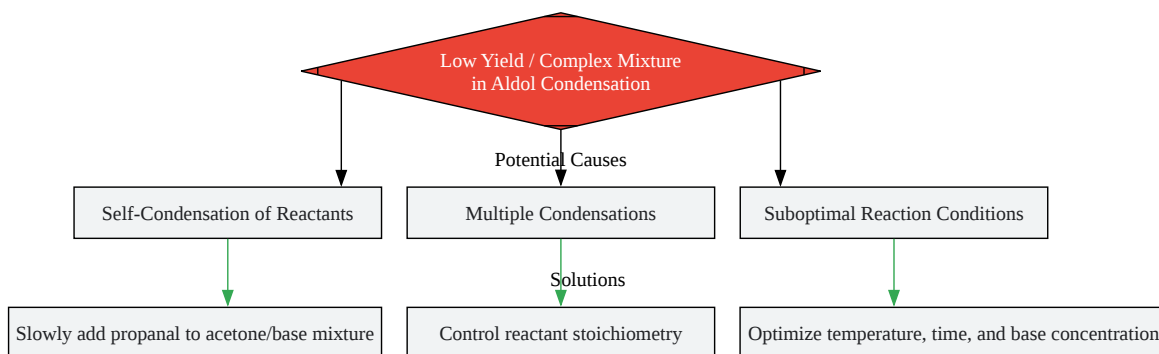 Low Yield / Complex Mixture
in Aldol Condensation
Potential Causes
Self-Condensation of Reactants
Multiple Condensations
Suboptimal Reaction Conditions
Solutions
Slowly add propanal to acetone/base mixture
Control reactant stoichiometry
Optimize temperature, time, and base concentration